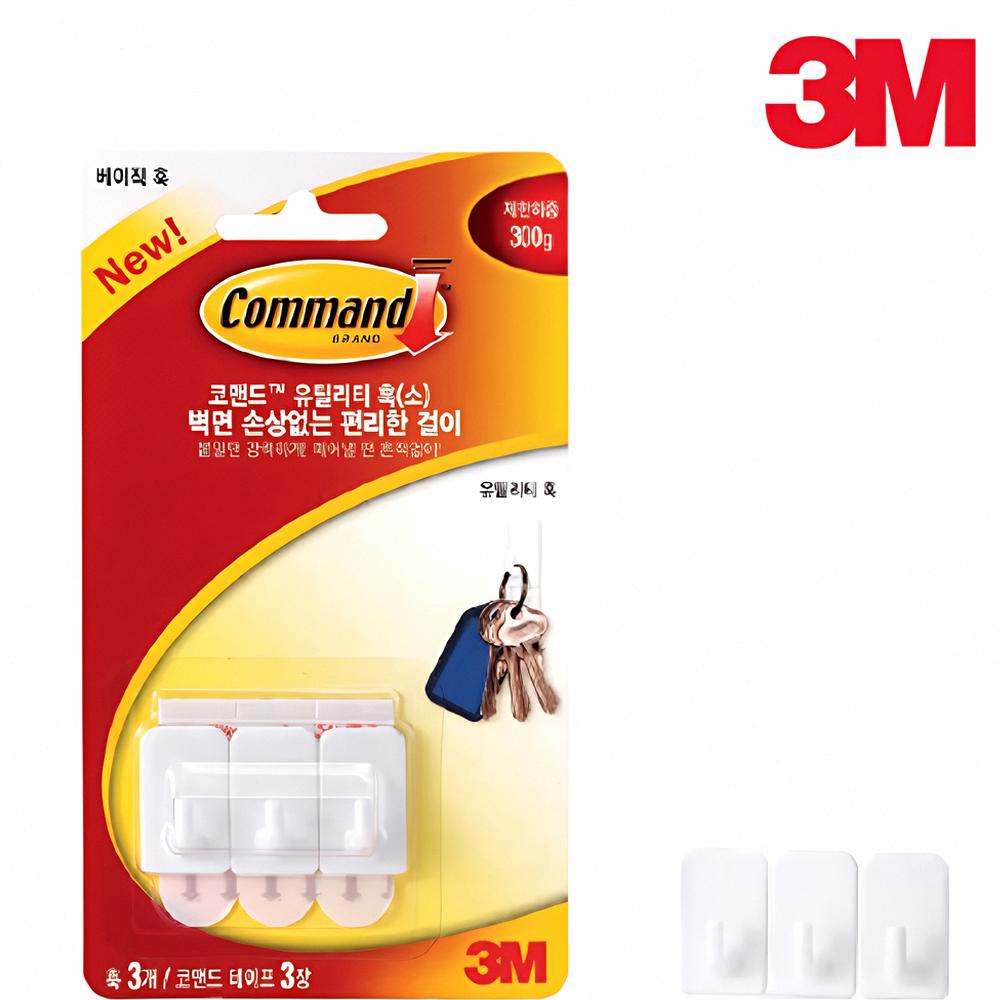 3M
베이직 훅
New!
제한하중
300g
Command
BRAND
코맨드™ 유틸리티 훅(소)
벽면 손상없는 편리한 걸이
유틸리티 훅
훅 3개 / 코맨드 테이프 3장
3M